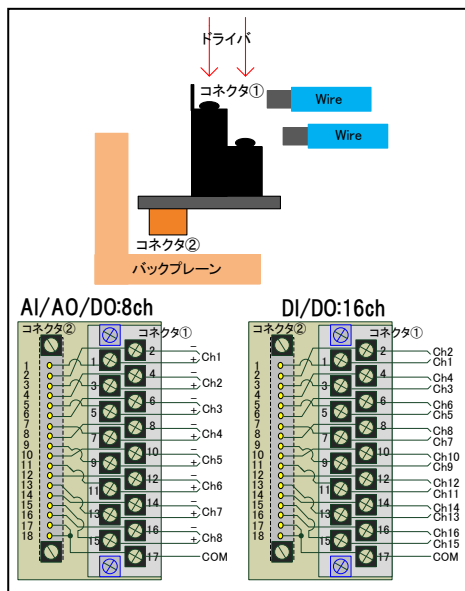 ドライバ
コネクタ①
Wire
Wire
コネクタ②
バックプレーン
AI/AO/DO:8ch
コネクタ②
コネクタ①
1
2
3
4
5
6
7
8
9
10
11
12
13
14
15
16
17
18
1
2
3
4
5
6
7
8
9
10
11
12
13
14
15
16
17
−
+
Ch1
−
+
Ch2
−
+
Ch3
−
+
Ch4
−
+
Ch5
−
+
Ch6
−
+
Ch7
−
+
Ch8
COM
DI/DO:16ch
コネクタ②
コネクタ①
1
2
3
4
5
6
7
8
9
10
11
12
13
14
15
16
17
18
1
2
3
4
5
6
7
8
9
10
11
12
13
14
15
16
17
Ch2
Ch1
Ch4
Ch3
Ch6
Ch5
Ch8
Ch7
Ch10
Ch9
Ch12
Ch11
Ch14
Ch13
Ch16
Ch15
COM